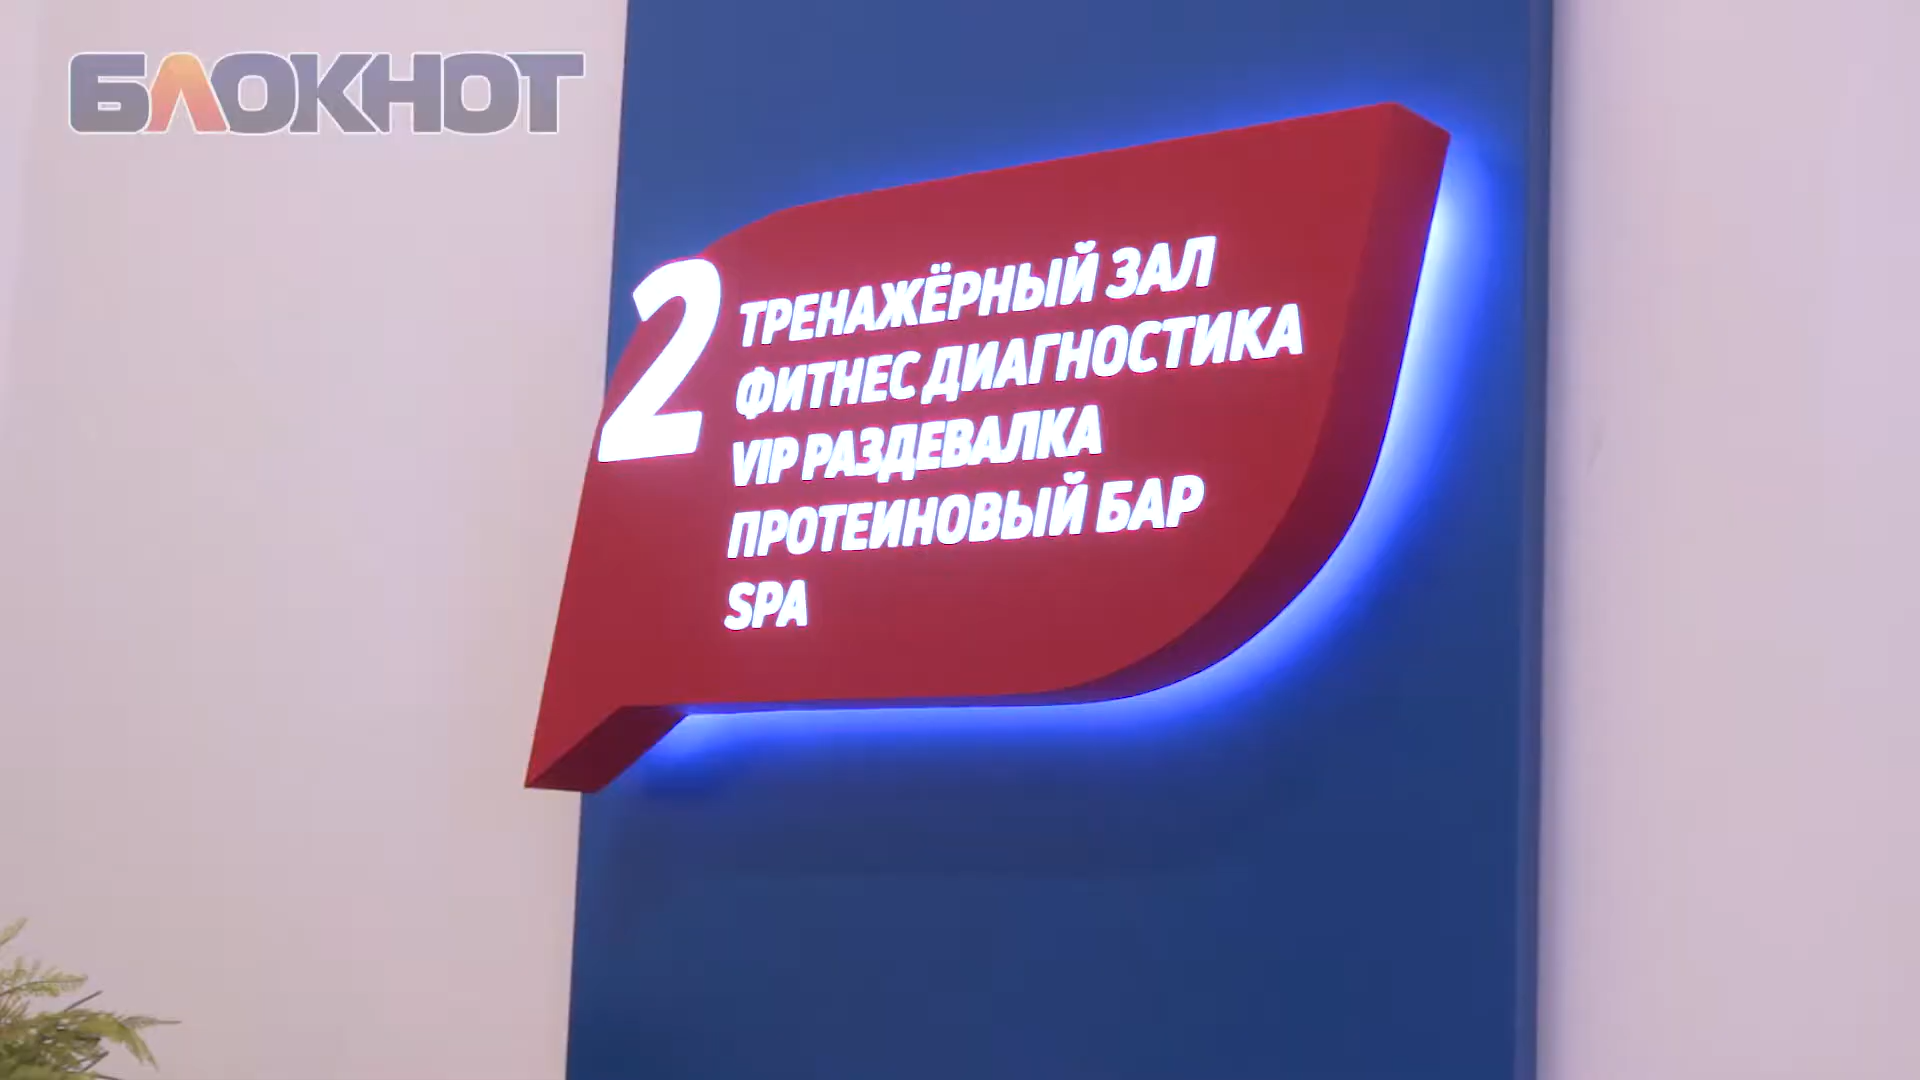 БЛОКНОТ
2
ТРЕНАЖЁРНЫЙ ЗАЛ
ФИТНЕС ДИАГНОСТИКА
VIP РАЗДЕВАЛКА
ПРОТЕИНОВЫЙ БАР
SPA